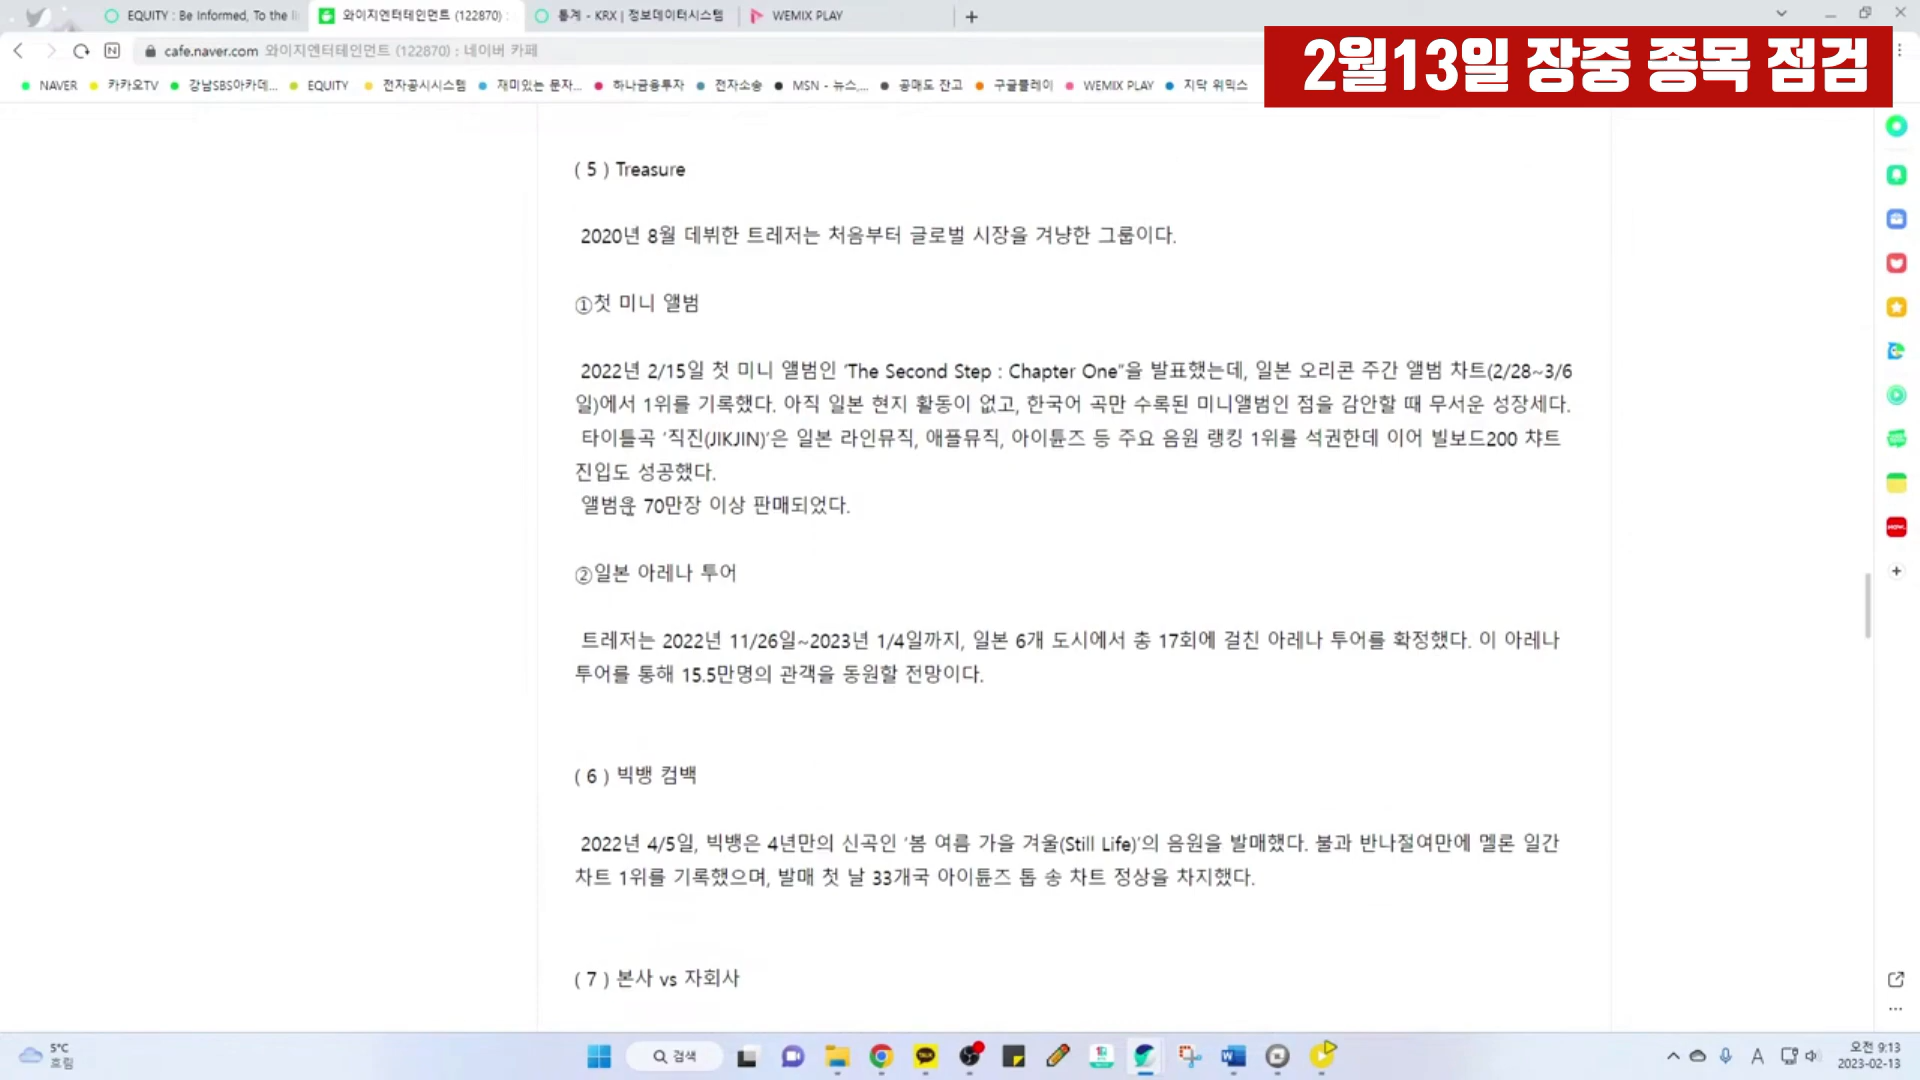 EQUITY : Be Informed, To the li
와이지엔터테인먼트 (122870) :
통계 - KRX | 정보데이터시스템
WEMIX PLAY
cafe.naver.com 와이지엔터테인먼트 (122870) : 네이버 카페
2월13일 장중 종목 점검
NAVER 카카오TV 강남SBS아카데... EQUITY 전자공시시스템 재미있는 문자... 하나금융투자 전자소송 MSN - 뉴스,... 공매도 잔고 구글플레이 WEMIX PLAY 지닥 위믹스
( 5 ) Treasure
2020년 8월 데뷔한 트레저는 처음부터 글로벌 시장을 겨냥한 그룹이다.
①첫 미니 앨범
2022년 2/15일 첫 미니 앨범인 ‘The Second Step : Chapter One”을 발표했는데, 일본 오리콘 주간 앨범 차트(2/28~3/6
일)에서 1위를 기록했다. 아직 일본 현지 활동이 없고, 한국어 곡만 수록된 미니앨범인 점을 감안할 때 무서운 성장세다.
타이틀곡 ‘직진(JIKJIN)’은 일본 라인뮤직, 애플뮤직, 아이튠즈 등 주요 음원 랭킹 1위를 석권한데 이어 빌보드200 챠트
진입도 성공했다.
앨범은 70만장 이상 판매되었다.
②일본 아레나 투어
트레저는 2022년 11/26일~2023년 1/4일까지, 일본 6개 도시에서 총 17회에 걸친 아레나 투어를 확정했다. 이 아레나
투어를 통해 15.5만명의 관객을 동원할 전망이다.
( 6 ) 빅뱅 컴백
2022년 4/5일, 빅뱅은 4년만의 신곡인 ‘봄 여름 가을 겨울(Still Life)’의 음원을 발매했다. 불과 반나절여만에 멜론 일간
차트 1위를 기록했으며, 발매 첫 날 33개국 아이튠즈 톱 송 차트 정상을 차지했다.
( 7 ) 본사 vs 자회사
5°C
흐림
검색
A
오전 9:13
2023-02-13